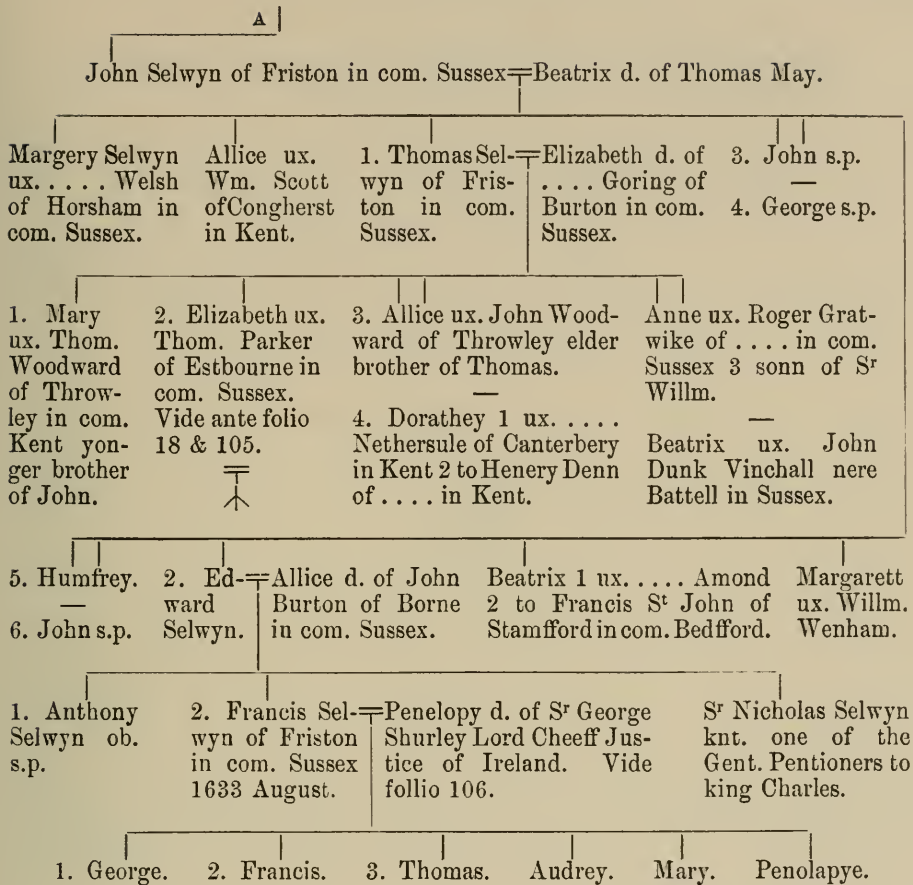 A
John Selwyn of Friston in com. Sussex Beatrix d. of Thomas May.
Margery Selwyn
ux. . . . . Welsh
of Horsham in
com. Sussex.
Allice ux.
Wm. Scott
of Congherst
in Kent.
1. Thomas Sel-
wyn of Fris-
ton in com.
Sussex.
Elizabeth d. of
. . . . Goring of
Burton in com.
Sussex.
3. John s.p.
—
4. George s.p.
1. Mary
ux. Thom.
Woodward
of Throw-
ley in com.
Kent yon-
ger brother
of John.
2. Elizabeth ux.
Thom. Parker
of Estbourne in
com. Sussex.
Vide ante folio
18 & 105.
3. Allice ux. John Wood-
ward of Throwley elder
brother of Thomas.
—
4. Dorathey 1 ux. . . . .
Nethersule of Canterbery
in Kent 2 to Henery Denn
of . . . . in Kent.
Anne ux. Roger Grat-
wike of . . . . in com.
Sussex 3 sonn of Sr
Willm.
—
Beatrix ux. John
Dunk Vinchall nere
Battell in Sussex.
5. Humfrey.
—
6. John s.p.
2. Ed-
ward
Selwyn.
Allice d. of John
Burton of Borne
in com. Sussex.
Beatrix 1 ux. . . . . Amond
2 to Francis St John of
Stamfford in com. Bedfford.
Margarett
ux. Willm.
Wenham.
1. Anthony
Selwyn ob.
s.p.
2. Francis Sel-
wyn of Friston
in com. Sussex
1633 August.
Penelopy d. of Sr George
Shurley Lord Cheeff Jus-
tice of Ireland. Vide
follio 106.
Sr Nicholas Selwyn
knt. one of the
Gent. Pentioners to
king Charles.
1. George. 2. Francis. 3. Thomas. Audrey. Mary. Penolapye.